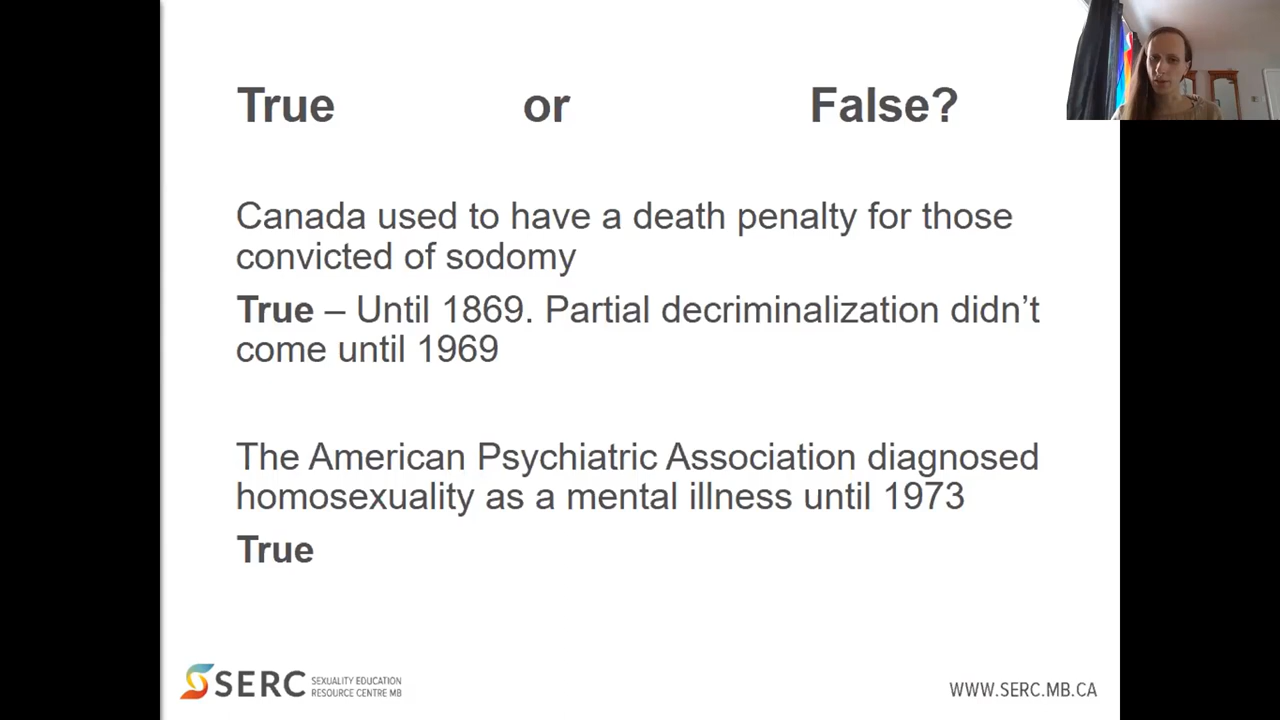 True or False?
Canada used to have a death penalty for those
convicted of sodomy
True – Until 1869. Partial decriminalization didn’t
come until 1969
The American Psychiatric Association diagnosed
homosexuality as a mental illness until 1973
True
SERC SEXUALITY EDUCATION
RESOURCE CENTRE MB
WWW.SERC.MB.CA